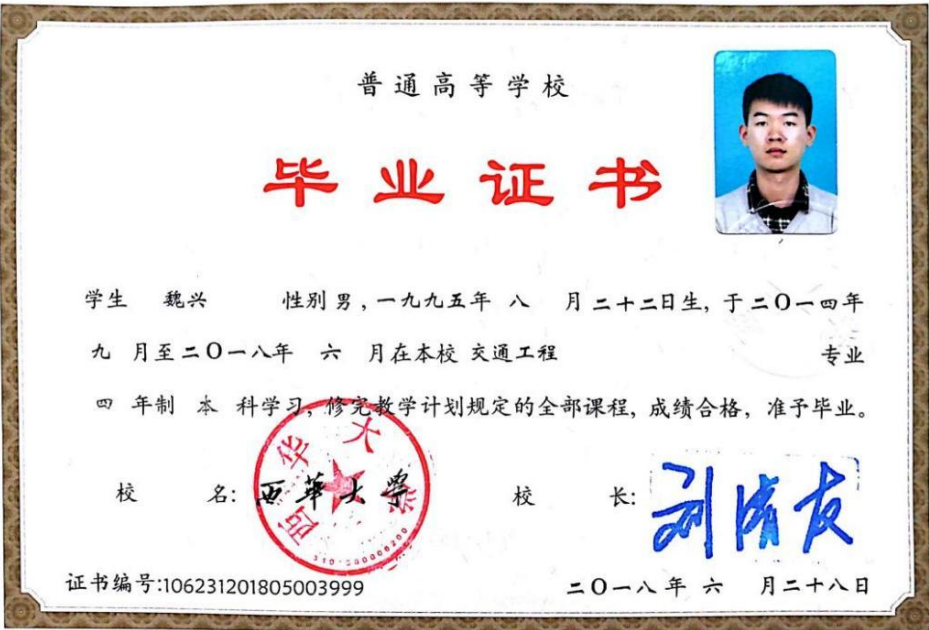 普通高等学校
毕业证书
学生 魏兴 性别 男，一九九五年 八 月二十二日生，于二〇一四年
九 月至二〇一八年 六 月在本校 交通工程 专业
四 年制 本 科学习，修完教学计划规定的全部课程，成绩合格，准予毕业。
校 名：西華大學 校 长：刘清友
西华大学
证书编号:106231201805003999 二〇一八年 六 月二十八日